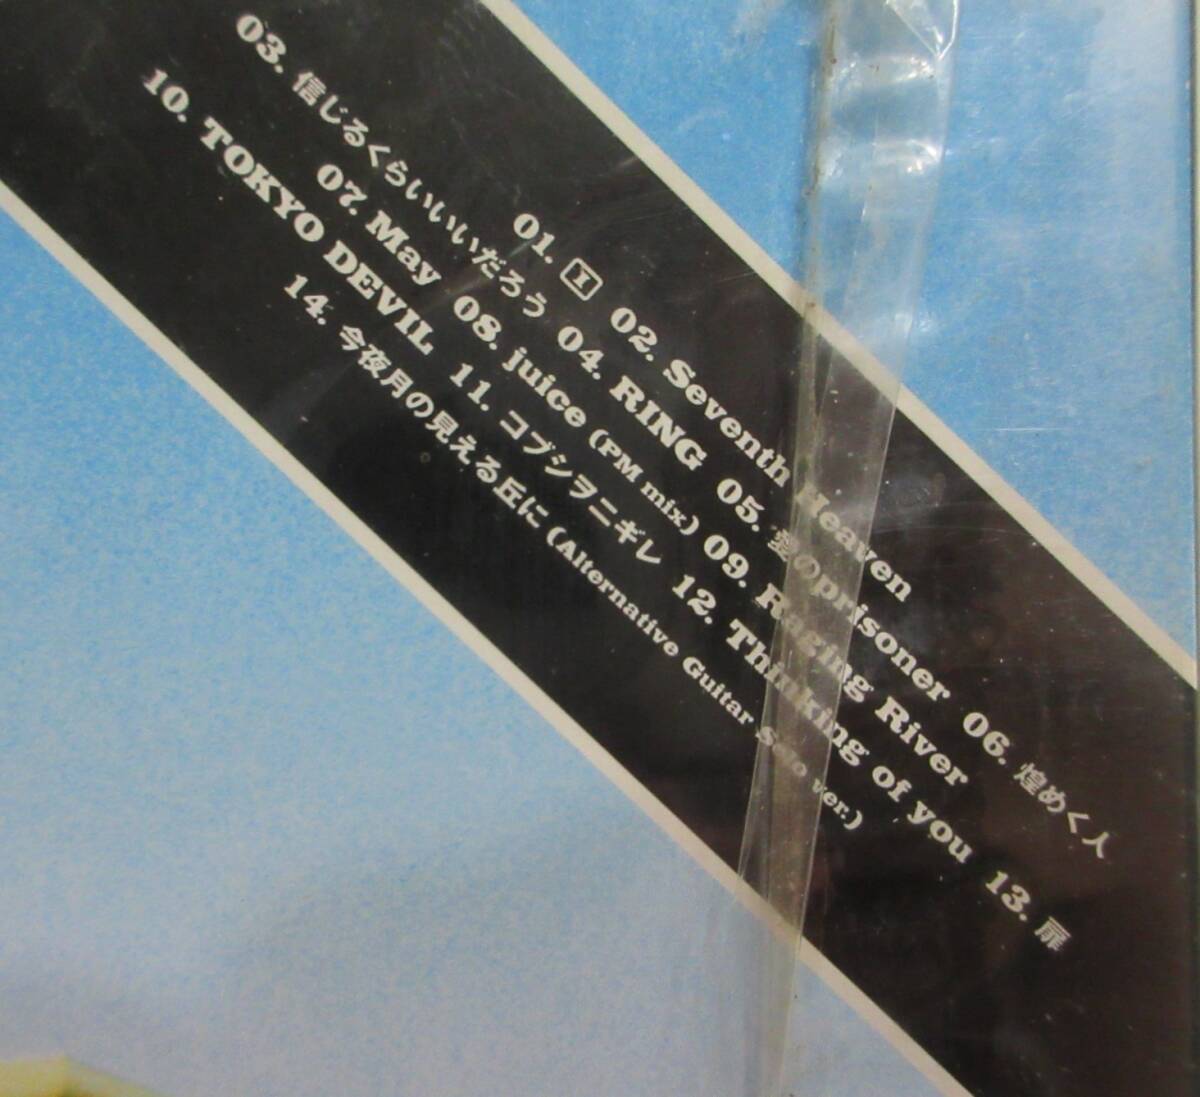 01. I 02. Seventh Heaven
03. 信じるくらいいいだろう 04. RING 05. 愛のprisoner 06. 煌めく人
07. May 08. juice (PM mix) 09. Raging River
10. TOKYO DEVIL 11. コブシヲニギレ 12. Thinking of you 13. 扉
14. 今夜月の見える丘に (Alternative Guitar Solo ver.)